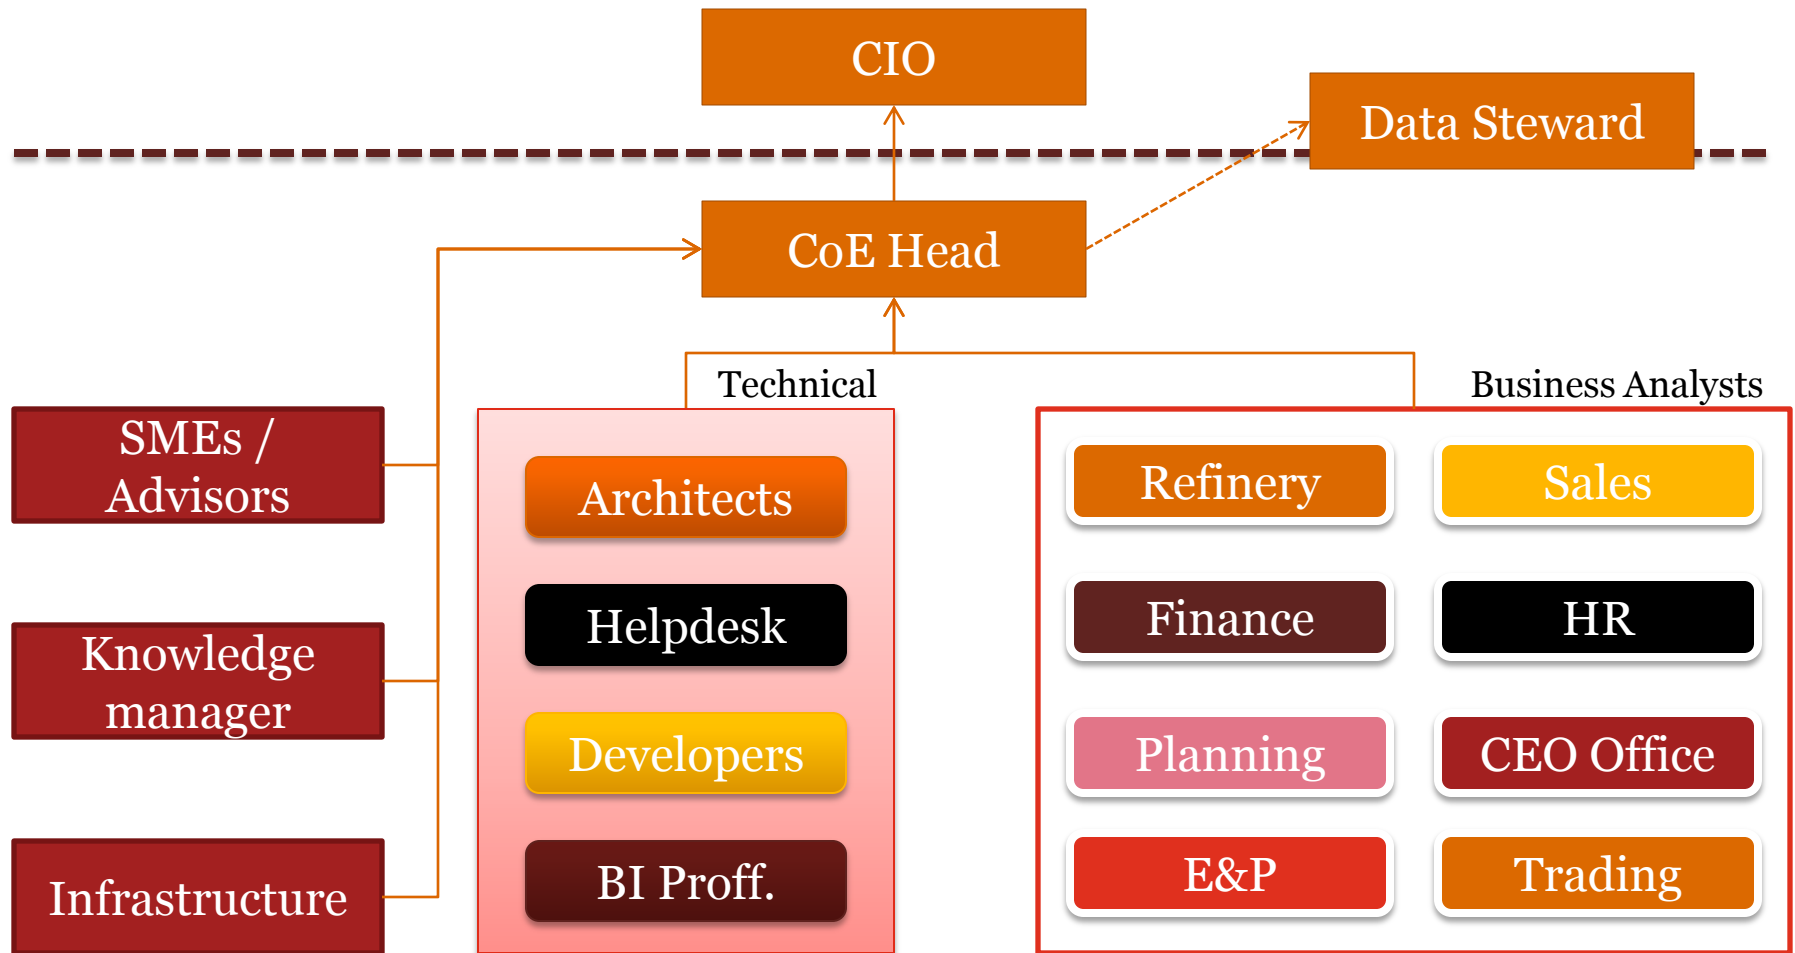 CIO
Data Steward
CoE Head
Technical
Business Analysts
SMEs /
Advisors
Knowledge
manager
Infrastructure
Architects
Helpdesk
Developers
BI Proff.
Refinery
Sales
Finance
HR
Planning
CEO Office
E&P
Trading